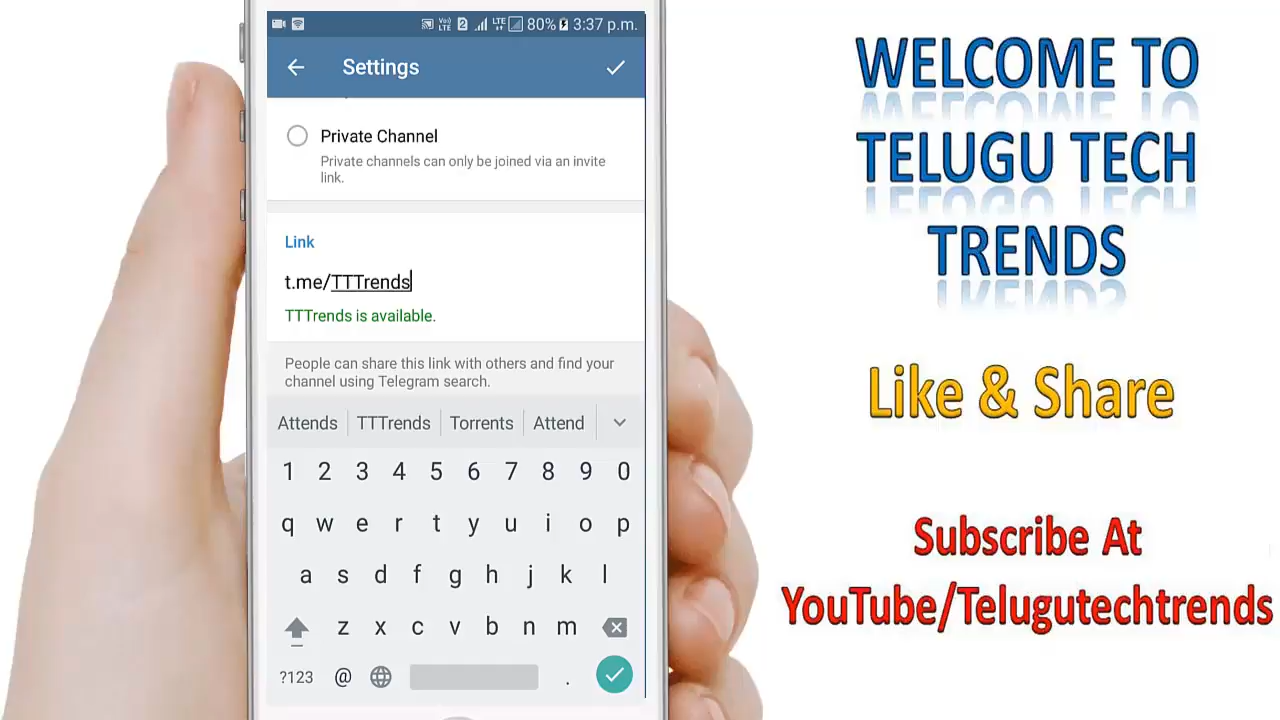 80% 3:37 p.m.
Settings
Private Channel
Private channels can only be joined via an invite
link.
Link
t.me/TTTrends
TTTrends is available.
People can share this link with others and find your
channel using Telegram search.
Attends TTTrends Torrents Attend
1 2 3 4 5 6 7 8 9 0
q w e r t y u i o p
a s d f g h j k l
z x c v b n m
?123 @ .
WELCOME TO
TELUGU TECH
TRENDS
Like & Share
Subscribe At
YouTube/Telugutechtrends